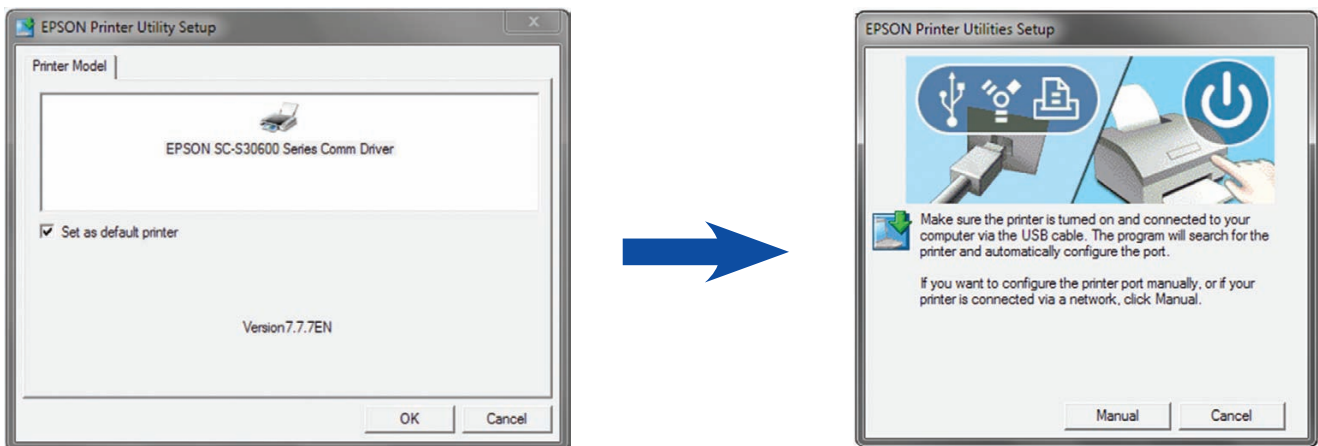 EPSON Printer Utility Setup
Printer Model
EPSON SC-S30600 Series Comm Driver
Set as default printer
Version7.7.7EN
OK
Cancel
EPSON Printer Utilities Setup
Make sure the printer is turned on and connected to your
computer via the USB cable. The program will search for the
printer and automatically configure the port.
If you want to configure the printer port manually, or if your
printer is connected via a network, click Manual.
Manual
Cancel